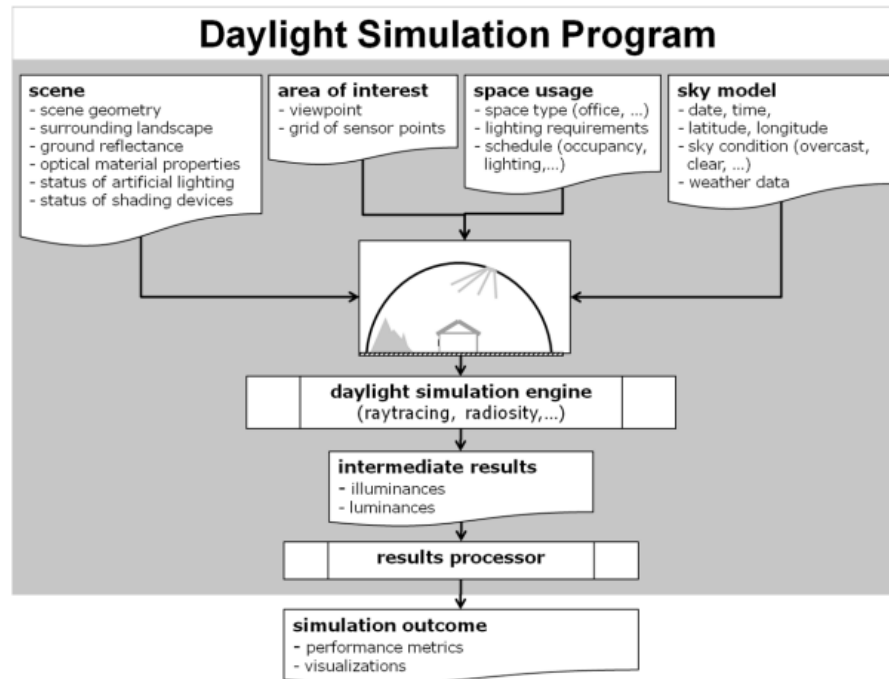 Daylight Simulation Program
scene
- scene geometry
- surrounding landscape
- ground reflectance
- optical material properties
- status of artificial lighting
- status of shading devices
area of interest
- viewpoint
- grid of sensor points
space usage
- space type (office, ...)
- lighting requirements
- schedule (occupancy,
lighting,...)
sky model
- date, time,
- latitude, longitude
- sky condition (overcast,
clear, ...)
- weather data
daylight simulation engine
(raytracing, radiosity,...)
intermediate results
- illuminances
- luminances
results processor
simulation outcome
- performance metrics
- visualizations